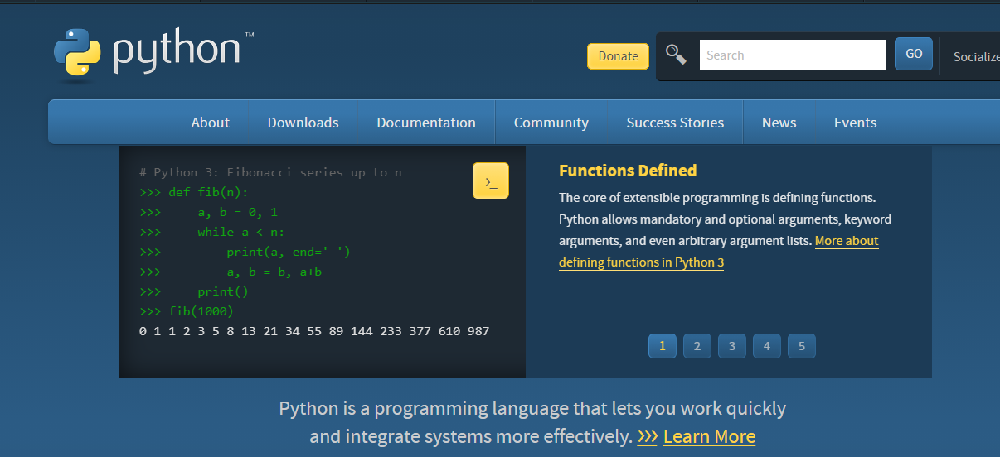 python™
Donate
Search
GO
Socialize
About Downloads Documentation Community Success Stories News Events
# Python 3: Fibonacci series up to n
>>> def fib(n):
>>>     a, b = 0, 1
>>>     while a < n:
>>>         print(a, end=' ')
>>>         a, b = b, a+b
>>>     print()
>>> fib(1000)
0 1 1 2 3 5 8 13 21 34 55 89 144 233 377 610 987
>_
Functions Defined
The core of extensible programming is defining functions.
Python allows mandatory and optional arguments, keyword
arguments, and even arbitrary argument lists. More about
defining functions in Python 3
1 2 3 4 5
Python is a programming language that lets you work quickly
and integrate systems more effectively. >>> Learn More